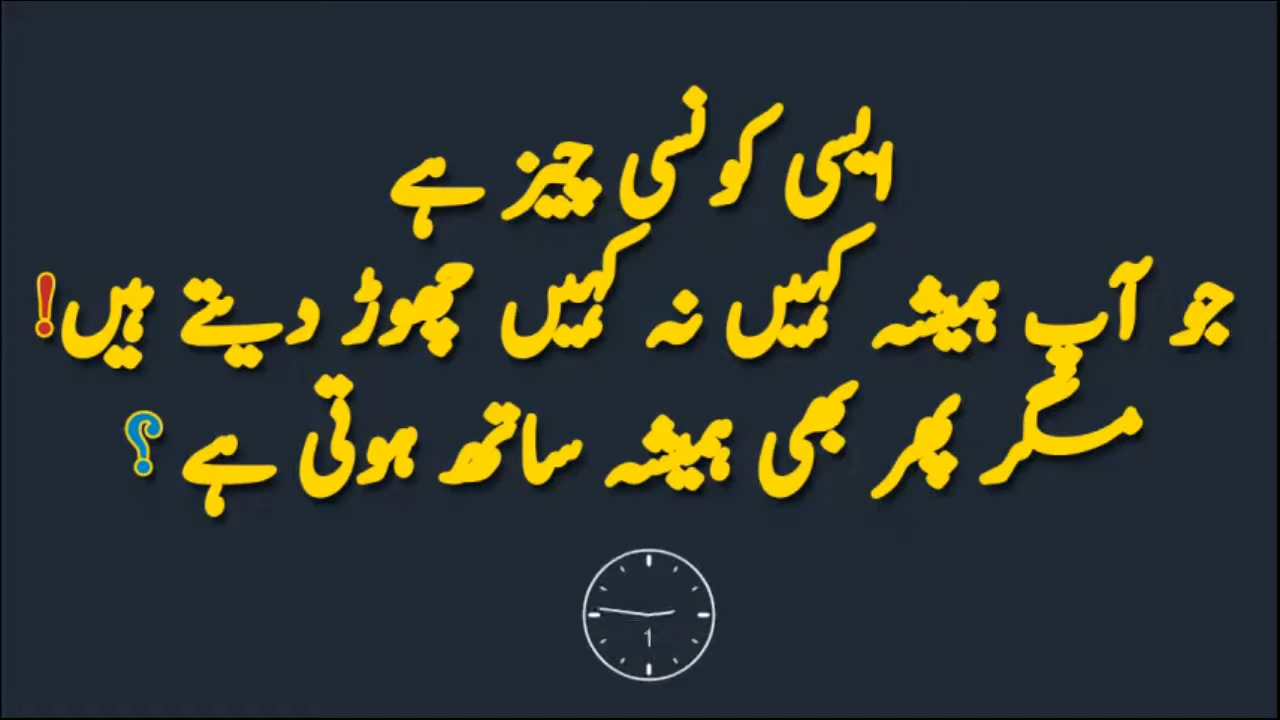 ایسی کونسی چیز ہے
جو آپ ہمیشہ کہیں نہ کہیں چھوڑ دیتے ہیں!
مگر پھر بھی ہمیشہ ساتھ ہوتی ہے؟
1